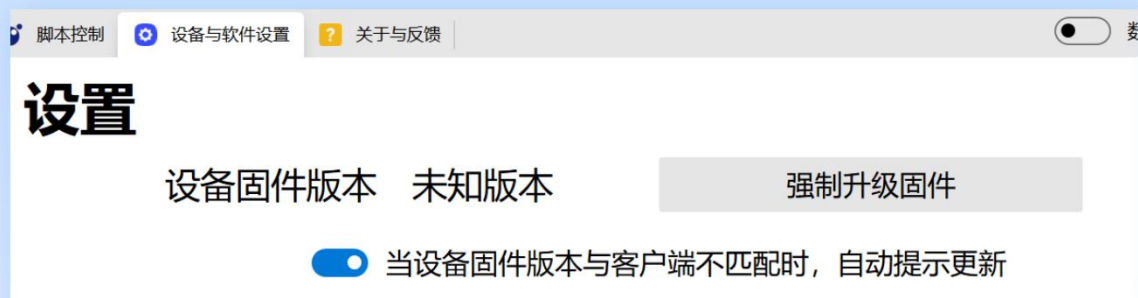 脚本控制 设备与软件设置 ? 关于与反馈
设置
设备固件版本 未知版本 强制升级固件
当设备固件版本与客户端不匹配时，自动提示更新